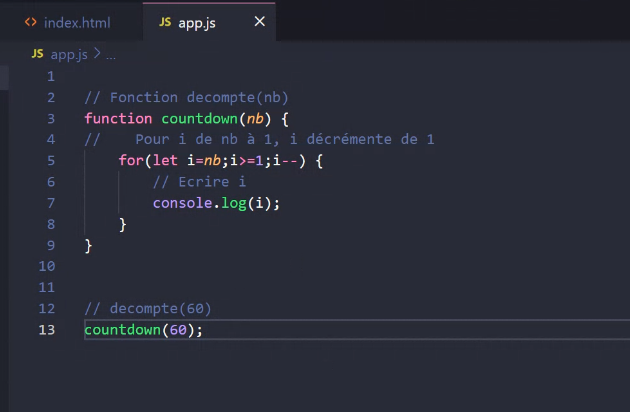 index.html
JS app.js ×
JS app.js > ...
1
2 // Fonction decompte(nb)
3 function countdown(nb) {
4 //    Pour i de nb à 1, i décrémente de 1
5     for(let i=nb;i>=1;i--) {
6         // Ecrire i
7         console.log(i);
8     }
9 }
10
11
12 // decompte(60)
13 countdown(60);